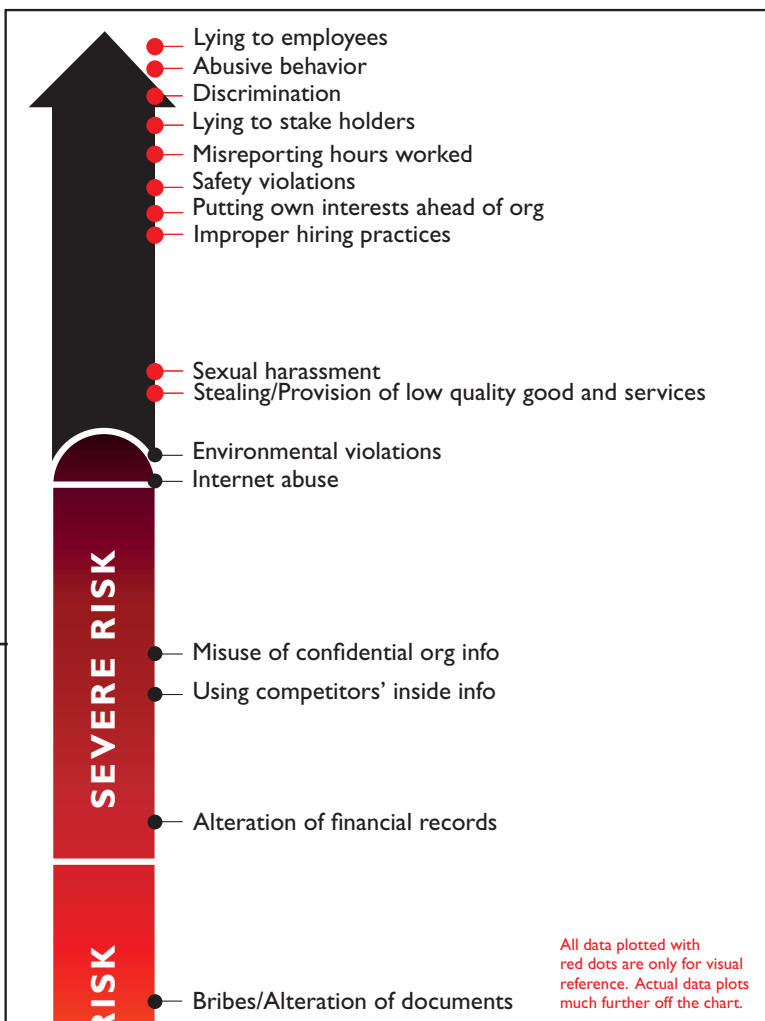 Lying to employees
Abusive behavior
Discrimination
Lying to stake holders
Misreporting hours worked
Safety violations
Putting own interests ahead of org
Improper hiring practices
Sexual harassment
Stealing/Provision of low quality good and services
Environmental violations
Internet abuse
SEVERE RISK
Misuse of confidential org info
Using competitors’ inside info
Alteration of financial records
RISK
Bribes/Alteration of documents
All data plotted with
red dots are only for visual
reference. Actual data plots
much further off the chart.